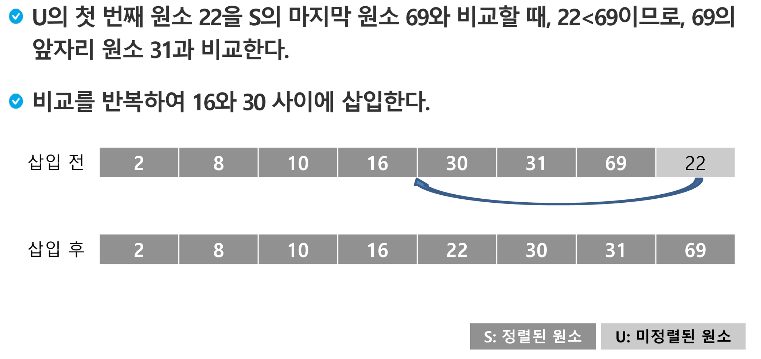 U의 첫 번째 원소 22을 S의 마지막 원소 69와 비교할 때, 22<69이므로, 69의
앞자리 원소 31과 비교한다.
비교를 반복하여 16와 30 사이에 삽입한다.
삽입 전 2 8 10 16 30 31 69 22
삽입 후 2 8 10 16 22 30 31 69
S: 정렬된 원소 U: 미정렬된 원소